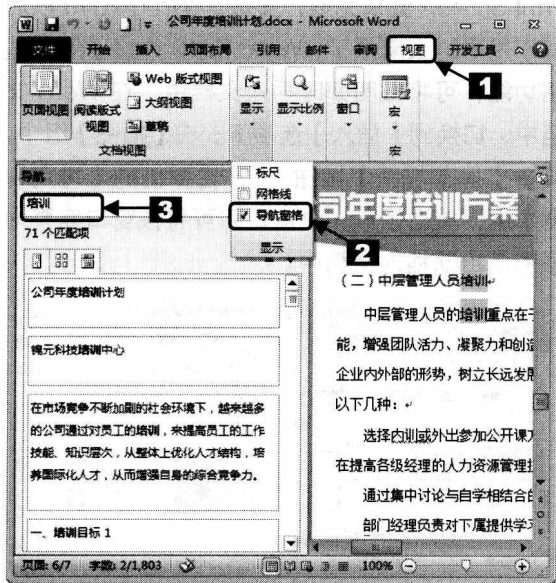 公司年度培训计划.docx - Microsoft Word
文件 开始 插入 页面布局 引用 邮件 审阅 视图 开发工具
1
页面视图 阅读版式视图 Web 版式视图 大纲视图 草稿
显示 显示比例 窗口 宏
文档视图 宏
标尺
网格线
导航窗格
显示
2
导航
培训
3
71 个匹配项
公司年度培训计划
锦元科技培训中心
在市场竞争不断加剧的社会环境下，越来越多
的公司通过对员工的培训，来提高员工的工作
技能、知识层次，从整体上优化人才结构，培
养国际化人才，从而增强自身的综合竞争力。
一、培训目标 1
司年度培训方案
（二）中层管理人员培训
中层管理人员的培训重点在于
能，增强团队活力、凝聚力和创造
企业内外部的形势，树立长远发展
以下几种：
选择内训或外出参加公开课
在提高各级经理的人力资源管理
通过集中讨论与自学相结合
部门经理负责对下属提供学
页面: 6/7 字数: 2/1,803 100%